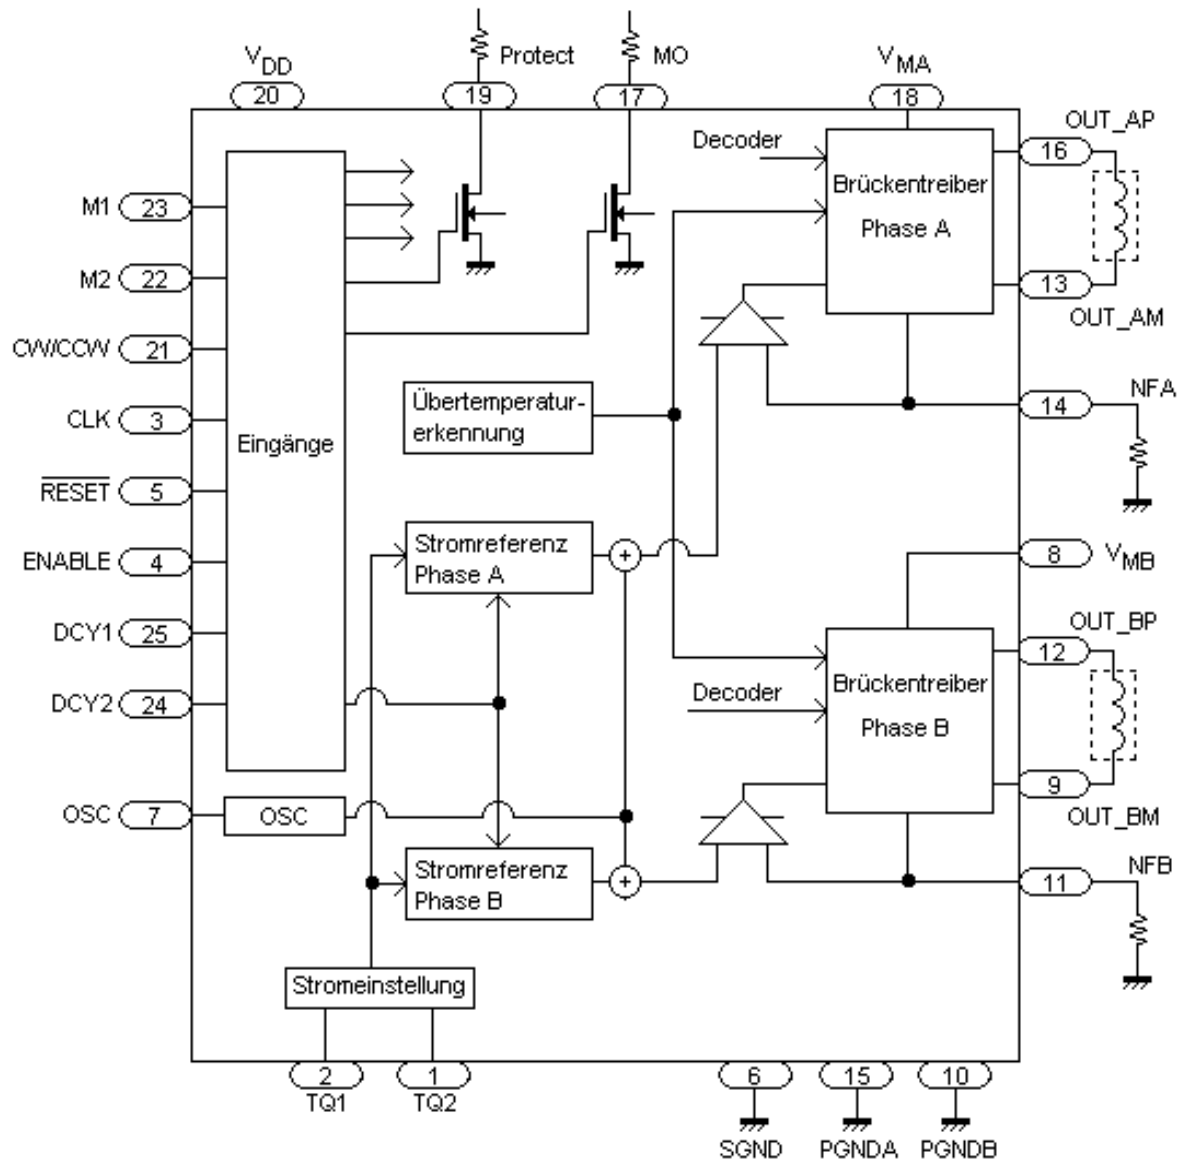 Protect
MO
V DD
V MA
20
19
17
18
OUT_AP
Decoder
16
Brückentreiber
Phase A
M1
23
M2
22
13
OUT_AM
CW/CCW
21
NFA
14
Übertemperatur-
erkennung
CLK
3
Eingänge
RESET
5
Stromreferenz
Phase A
+
8
V MB
ENABLE
4
OUT_BP
DCY1
25
12
Decoder
Brückentreiber
Phase B
DCY2
24
9
OUT_BM
OSC
7
OSC
Stromreferenz
Phase B
+
NFB
11
Stromeinstellung
2
1
6
15
10
TQ1
TQ2
SGND
PGNDA
PGNDB